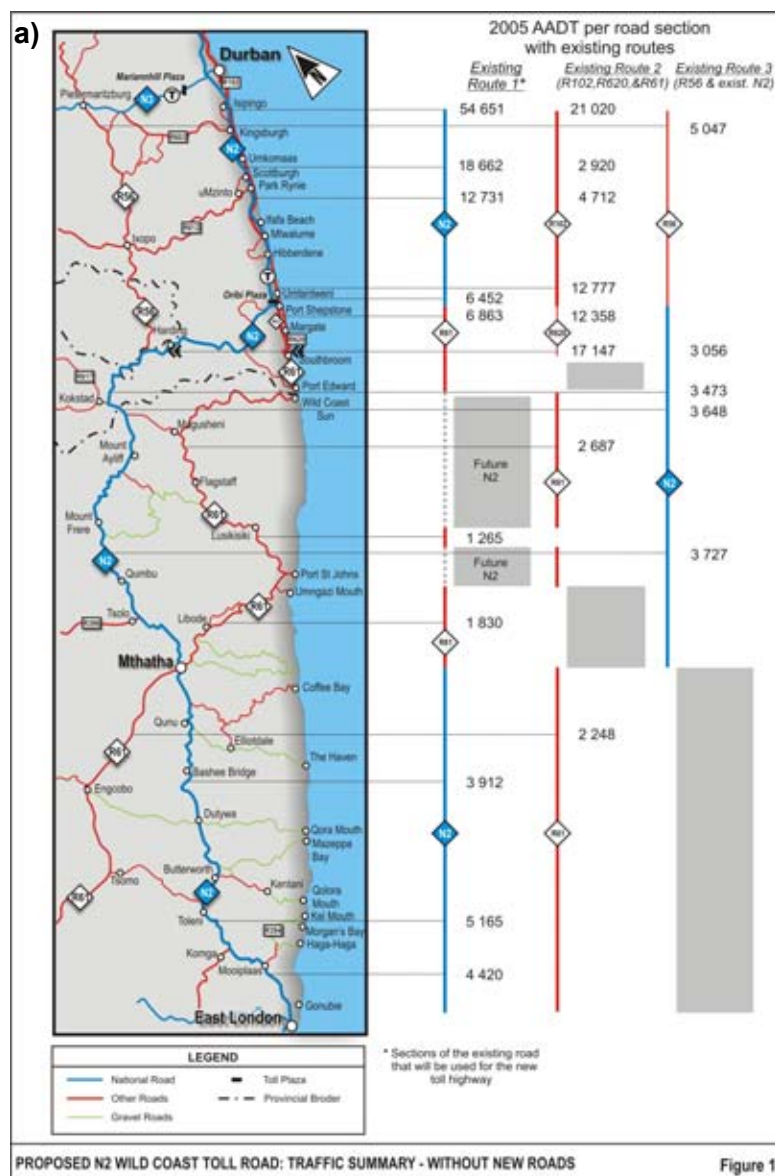 a)
2005 AADT per road section
with existing routes
Existing
Route 1*
Existing Route 2
(R102,R620,&R61)
Existing Route 3
(R56 & exist. N2)
54 651
21 020
5 047
18 662
2 920
12 731
4 712
N2
R102
R56
12 777
6 452
6 863
12 358
R61
R620
17 147
3 056
3 473
3 648
2 687
Future
N2
R61
N2
1 265
3 727
Future
N2
1 830
R61
2 248
3 912
N2
R61
5 165
4 420
Durban
Mariannhill Plaza
T
Pietermaritzburg
N3
Isipingo
Kingsburgh
N2
Umkomaas
Scottburgh
Park Rynie
uMzinto
R56
Ifafa Beach
Mtwalume
Ixopo
Hibberdene
T
Umtentweni
Oribi Plaza
Port Shepstone
R56
Margate
Harding
N2
Southbroom
R61
Port Edward
Kokstad
Wild Coast
Sun
Magusheni
Mount
Ayliff
Flagstaff
Mount
Frere
R61
Lusikisiki
N2
Port St Johns
Qumbu
Umngazi Mouth
R61
Tsolo
Libode
Mthatha
Coffee Bay
Qunu
Elliotdale
R61
The Haven
Bashee Bridge
Engcobo
Dutywa
Qora Mouth
Mazeppa
Bay
Butterworth
Tsomo
Kentani
N2
R61
Qolora
Mouth
Toleni
Kei Mouth
Morgan's Bay
Haga-Haga
Komga
Mooiplaas
Gonubie
East London
LEGEND
National Road
Toll Plaza
Other Roads
Provincial Broder
Gravel Roads
* Sections of the existing road
that will be used for the new
toll highway
PROPOSED N2 WILD COAST TOLL ROAD: TRAFFIC SUMMARY - WITHOUT NEW ROADS
Figure 1